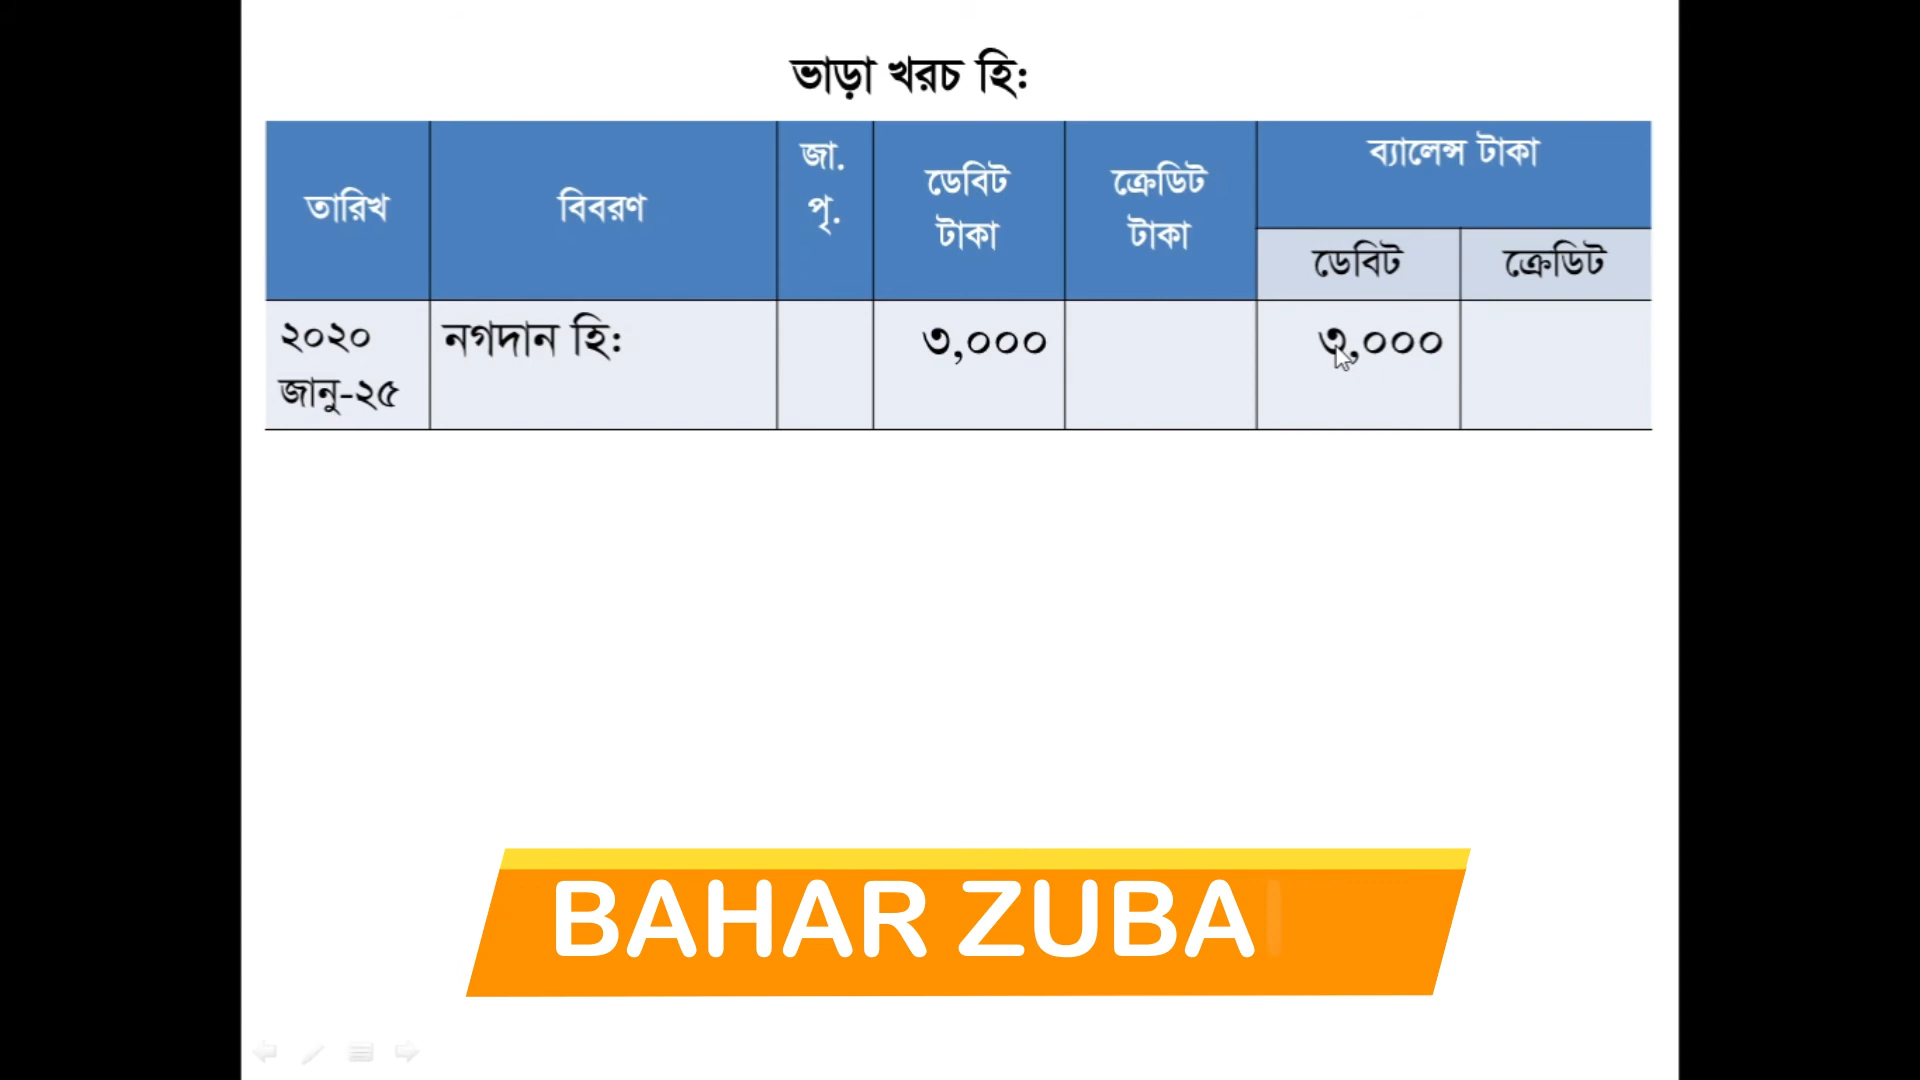 ভাড়া খরচ হি:
তারিখ
বিবরণ
জা.
পৃ.
ডেবিট
টাকা
ক্রেডিট
টাকা
ব্যালেন্স টাকা
ডেবিট
ক্রেডিট
২০২০
জানু-২৫
নগদান হি:
৩,০০০
৩,০০০
BAHAR ZUBA